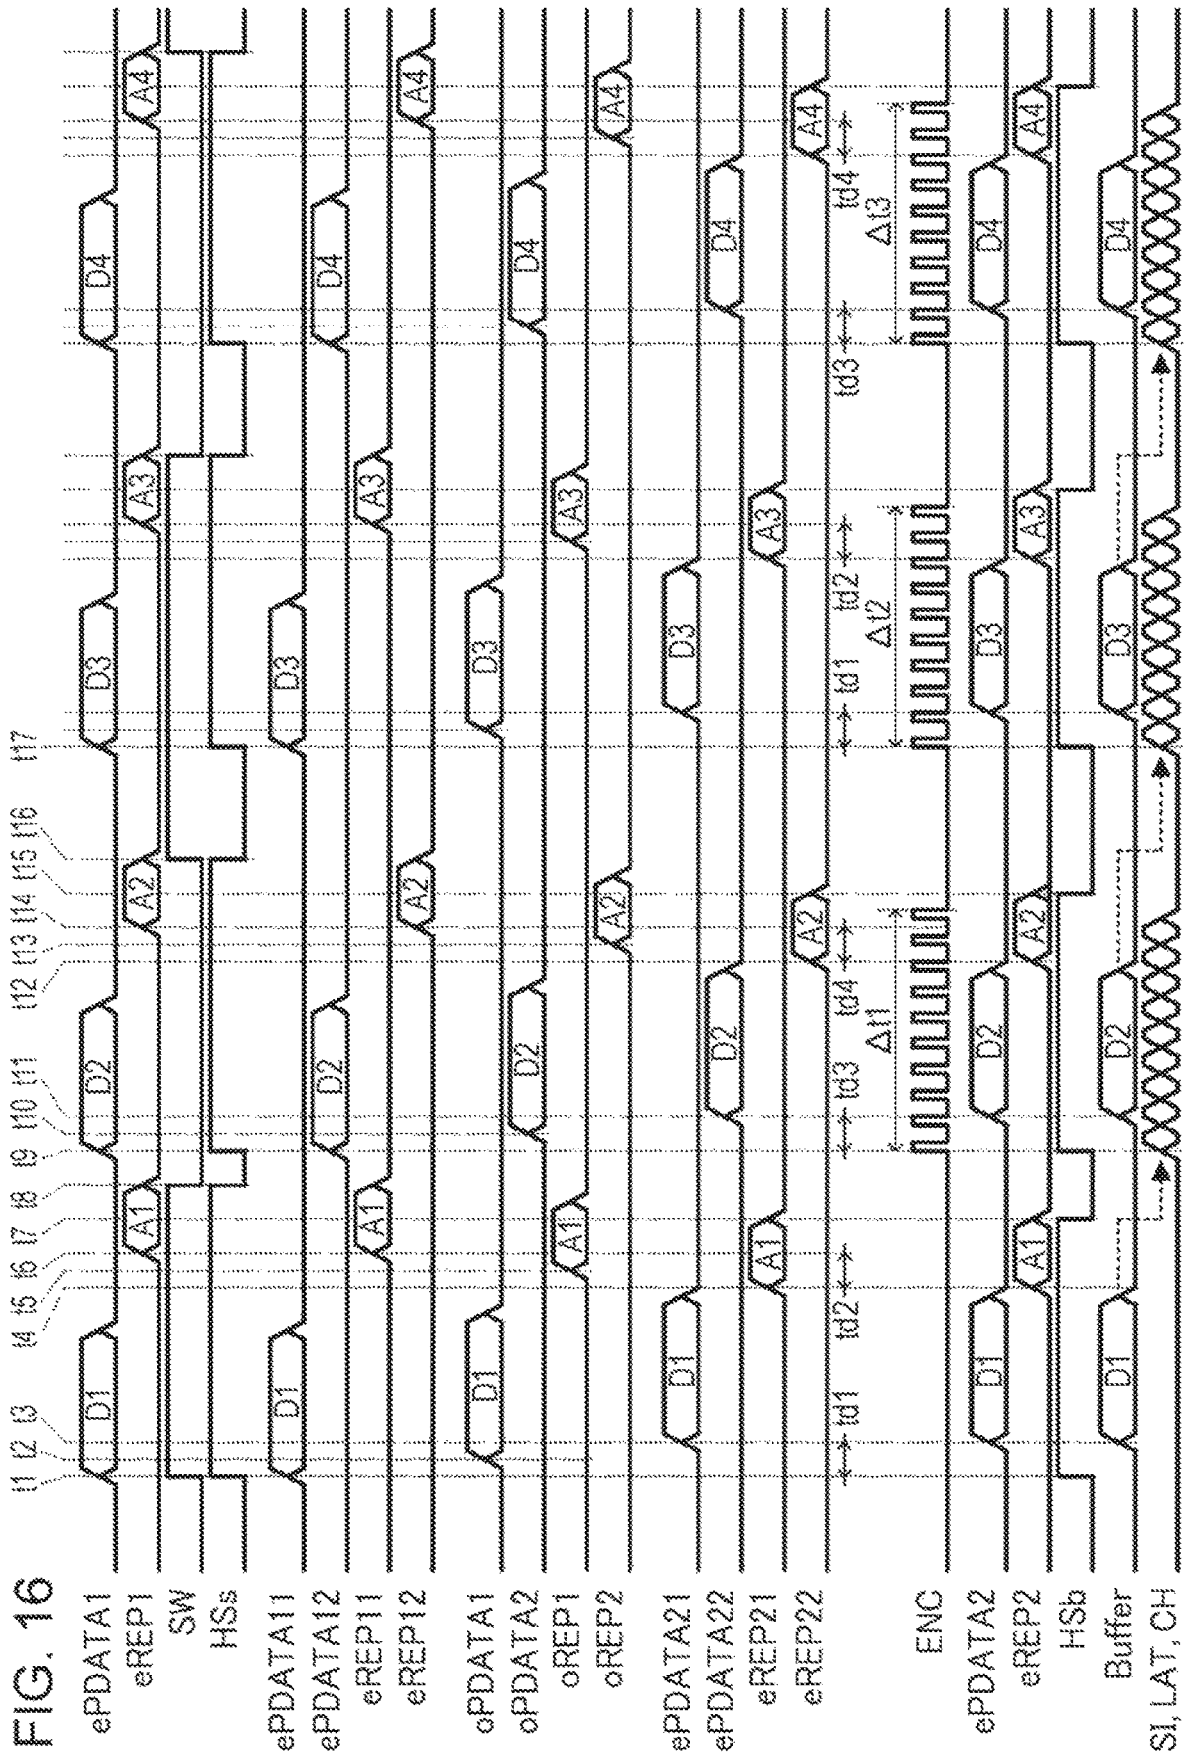 FIG. 16
t1 t2 t3 t4 t5 t6 t7 t8 t9 t10 t11 t12 t13 t14 t15 t16 t17
ePDATA1 D1 D2 D3 D4
eREP1 A1 A2 A3 A4
SW
HSs
ePDATA11 D1 D3
ePDATA12 D2 D4
eREP11 A1 A3
eREP12 A2 A4
oPDATA1 D1 D3
oPDATA2 D2 D4
oREP1 A1 A3
oREP2 A2 A4
ePDATA21 D1 D3
ePDATA22 D2 D4
eREP21 A1 A3
eREP22 A2 A4
td1 td2 td3 td4 td1 td2 td3 td4
Δt1 Δt2 Δt3
ENC
ePDATA2 D1 D2 D3 D4
eREP2 A1 A2 A3 A4
HSb
Buffer D1 D2 D3 D4
SI, LAT, CH